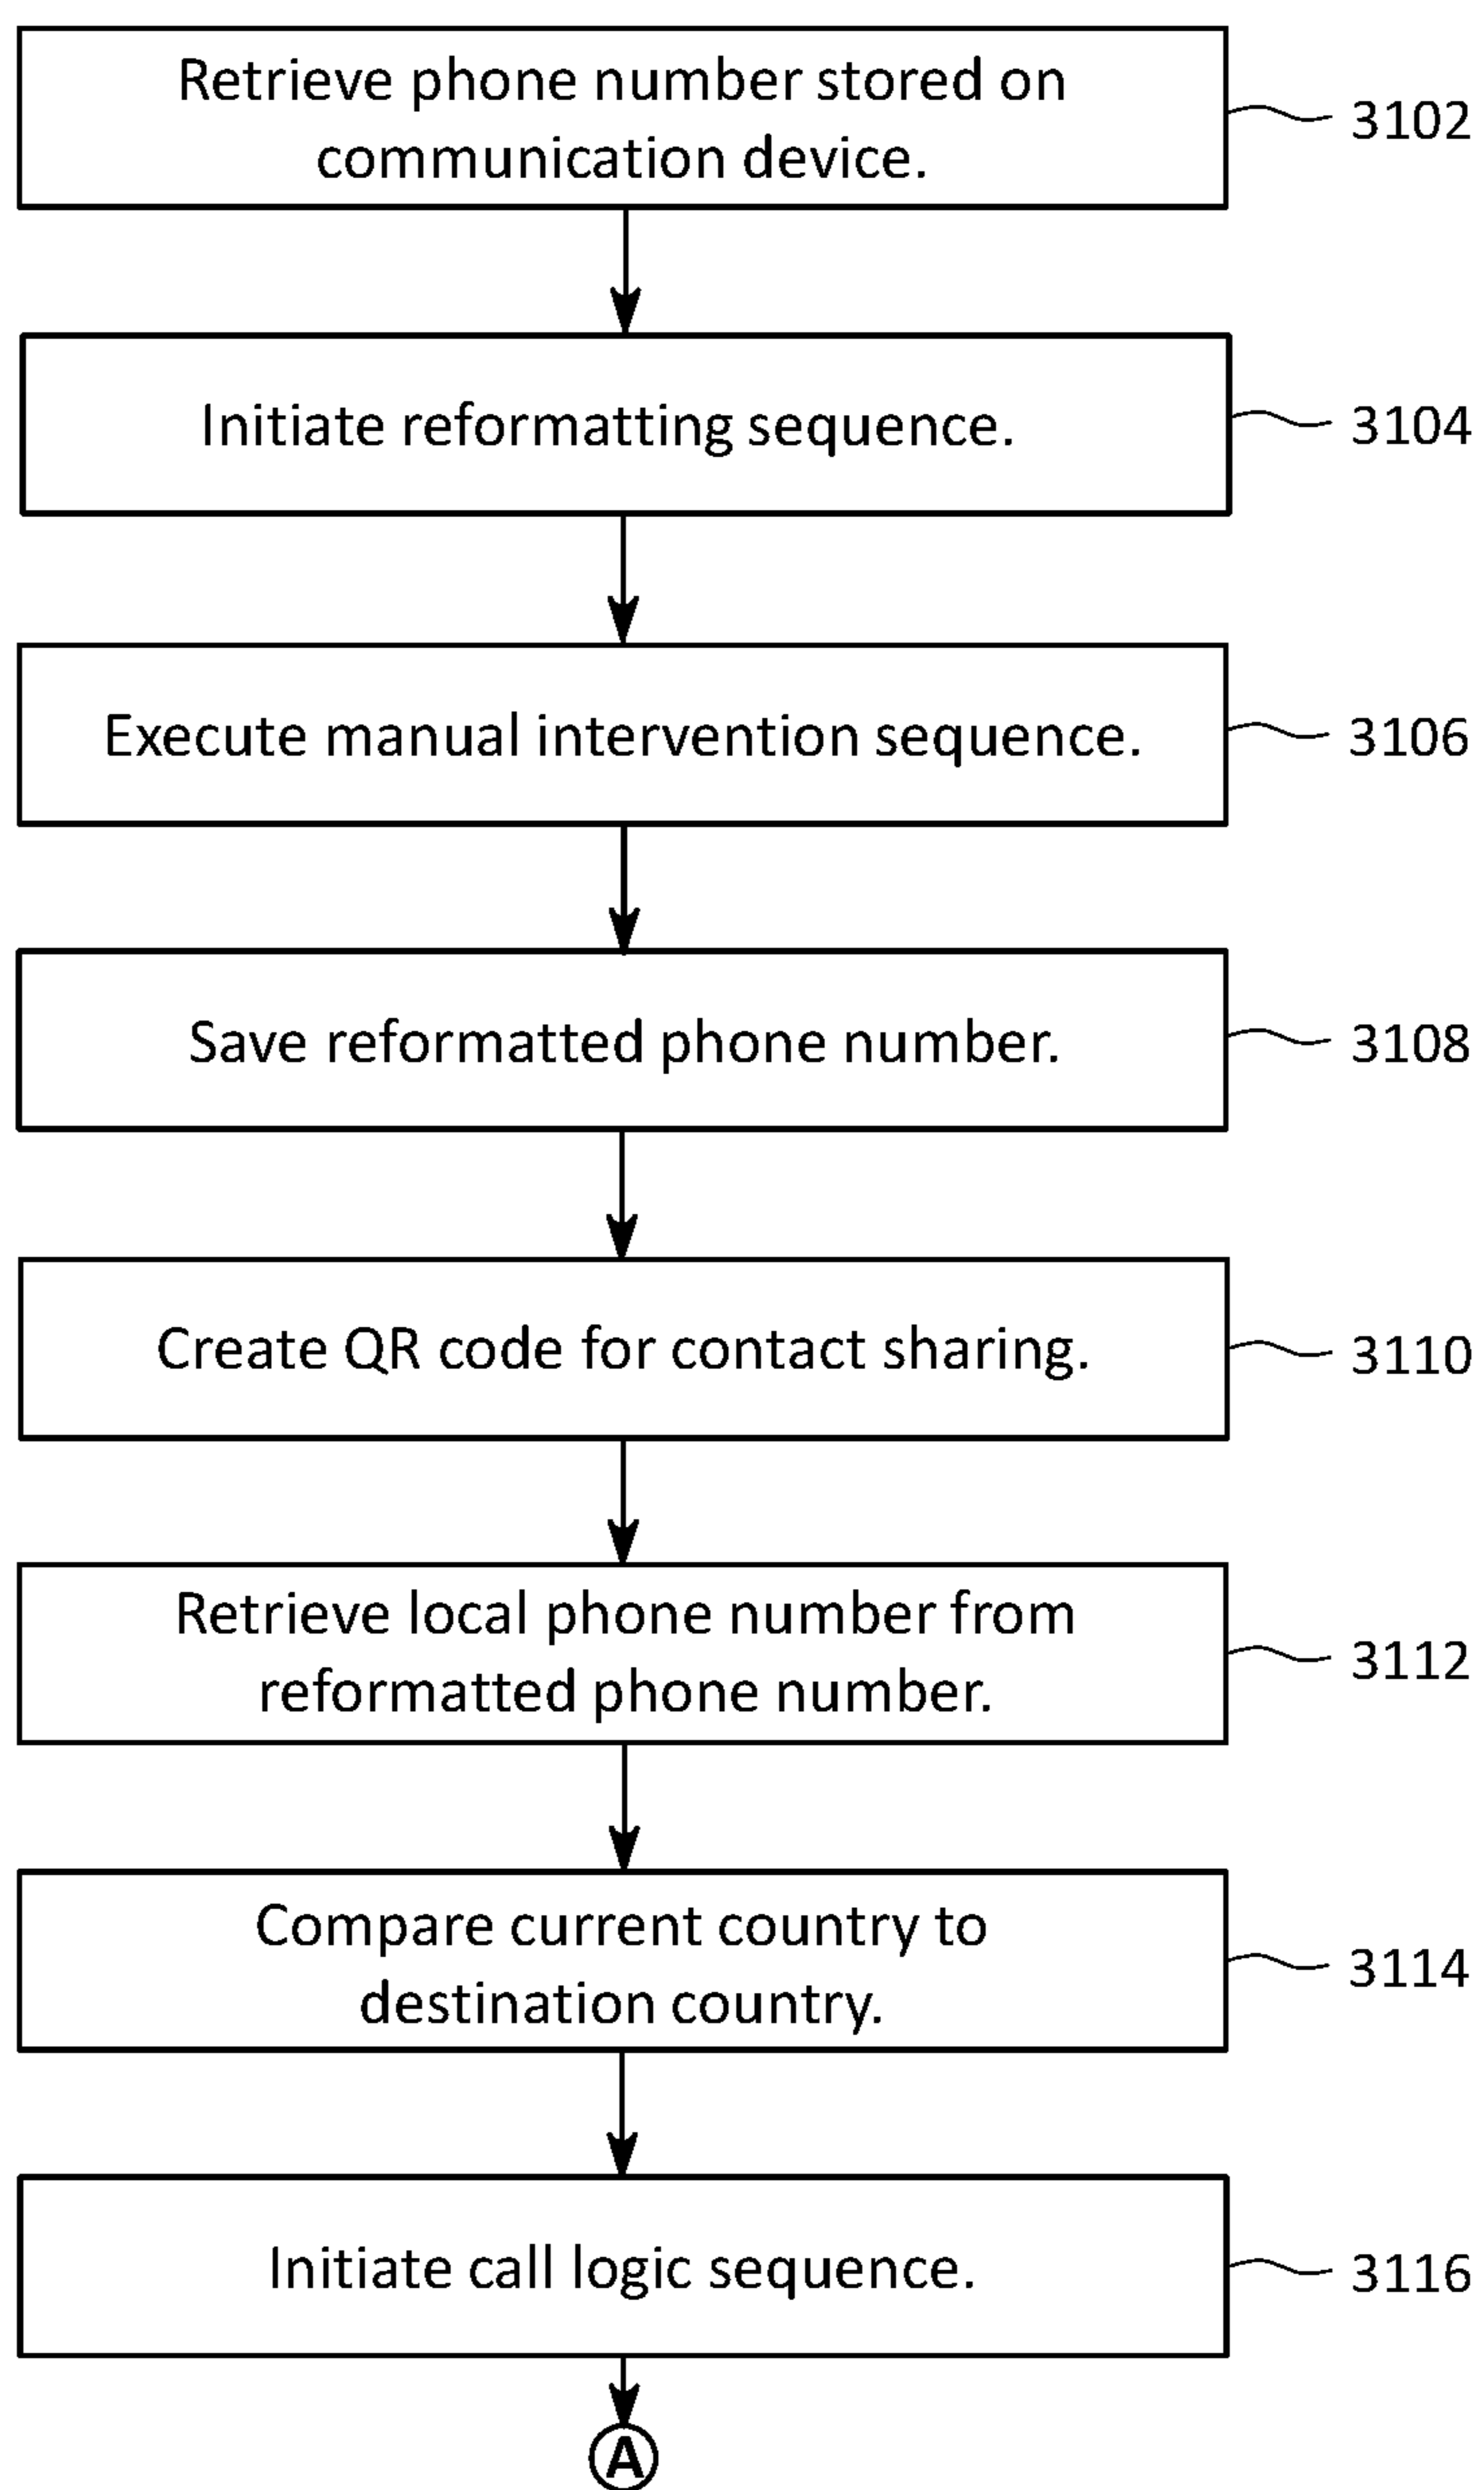 Retrieve phone number stored on
communication device.
3102
Initiate reformatting sequence.
3104
Execute manual intervention sequence.
3106
Save reformatted phone number.
3108
Create QR code for contact sharing.
3110
Retrieve local phone number from
reformatted phone number.
3112
Compare current country to
destination country.
3114
Initiate call logic sequence.
3116
A